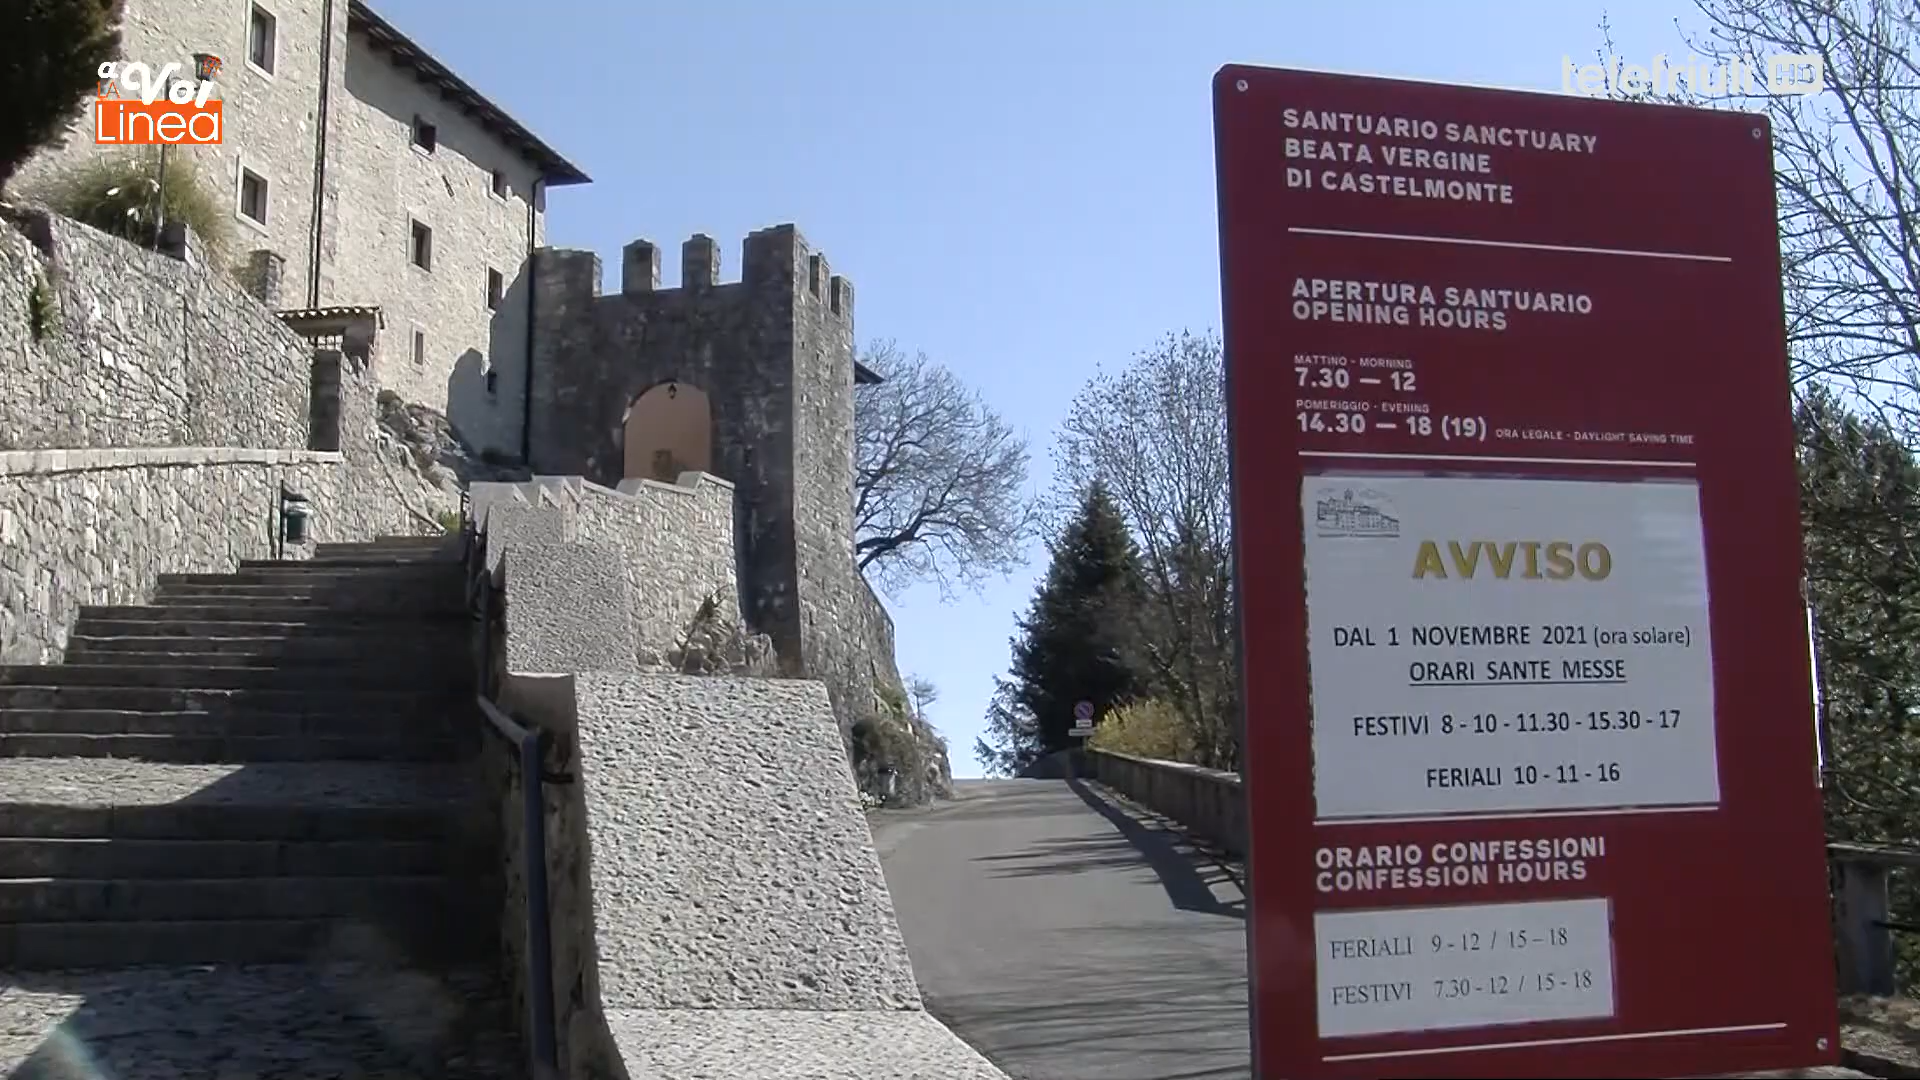 a Voi
LA
Linea
telefriuli HD
SANTUARIO SANCTUARY
BEATA VERGINE
DI CASTELMONTE
APERTURA SANTUARIO
OPENING HOURS
MATTINO - MORNING
7.30 — 12
POMERIGGIO - EVENING
14.30 — 18 (19) ORA LEGALE - DAYLIGHT SAVING TIME
AVVISO
DAL 1 NOVEMBRE 2021 (ora solare)
ORARI SANTE MESSE
FESTIVI 8 - 10 - 11.30 - 15.30 - 17
FERIALI 10 - 11 - 16
ORARIO CONFESSIONI
CONFESSION HOURS
FERIALI 9 - 12 / 15 – 18
FESTIVI 7.30 - 12 / 15 - 18